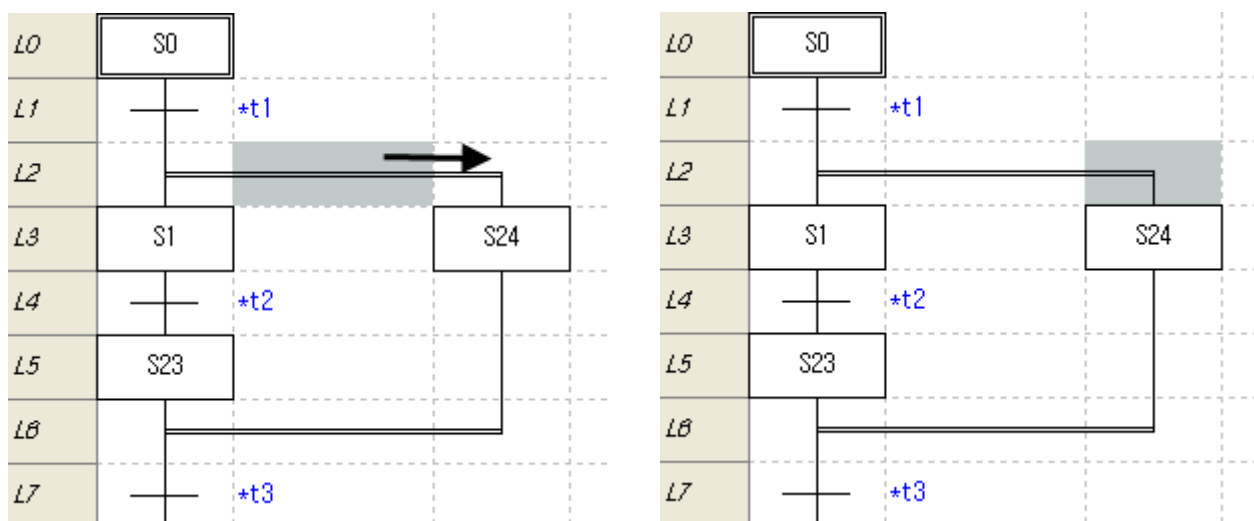 L0 S0
L1 *t1
L2
L3 S1 S24
L4 *t2
L5 S23
L6
L7 *t3
L0 S0
L1 *t1
L2
L3 S1 S24
L4 *t2
L5 S23
L6
L7 *t3